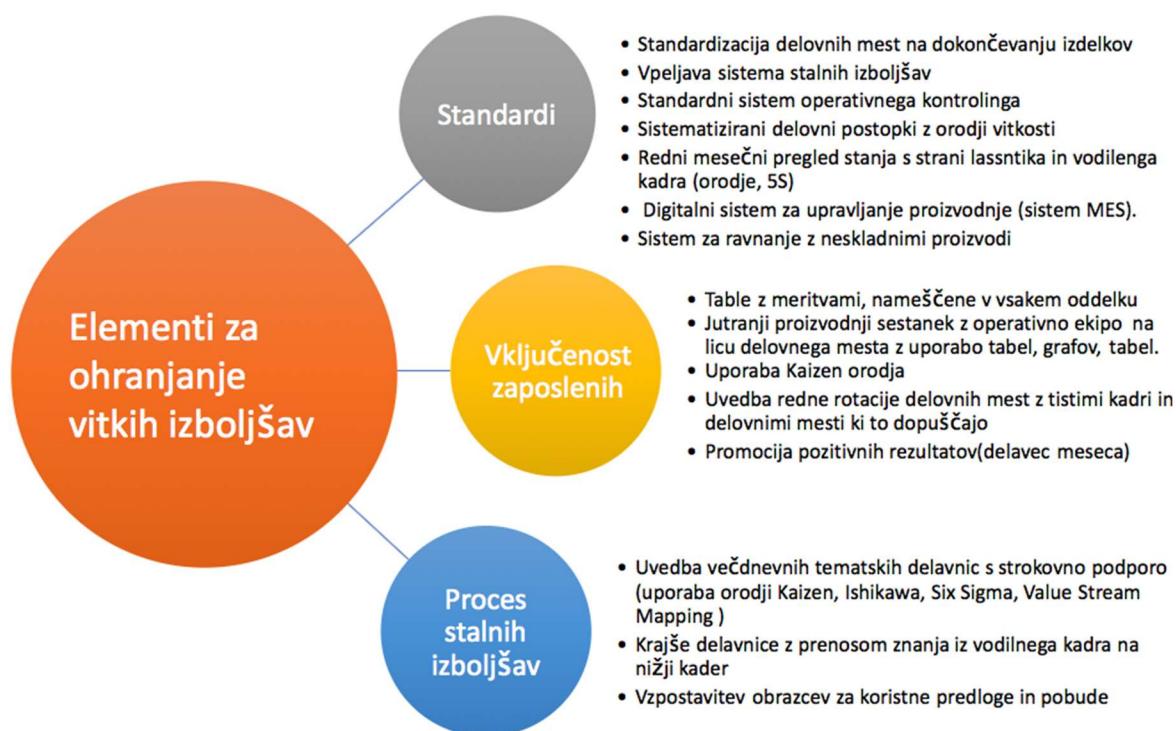 Elementi za
ohranjanje
vitkih izboljšav
Standardi
• Standardizacija delovnih mest na dokončevanju izdelkov
• Vpeljava sistema stalnih izboljšav
• Standardni sistem operativnega kontrolinga
• Sistematizirani delovni postopki z orodji vitkosti
• Redni mesečni pregled stanja s strani lassntika in vodilenga
kadra (orodje, 5S)
• Digitalni sistem za upravljanje proizvodnje (sistem MES).
• Sistem za ravnanje z neskladnimi proizvodi
Vključenost
zaposlenih
• Table z meritvami, nameščene v vsakem oddelku
• Jutranji proizvodnji sestanek z operativno ekipo na
licu delovnega mesta z uporabo tabel, grafov, tabel.
• Uporaba Kaizen orodja
• Uvedba redne rotacije delovnih mest z tistimi kadri in
delovnimi mesti ki to dopuščajo
• Promocija pozitivnih rezultatov(delavec meseca)
Proces
stalnih
izboljšav
• Uvedba večdnevnih tematskih delavnic s strokovno podporo
(uporaba orodji Kaizen, Ishikawa, Six Sigma, Value Stream
Mapping )
• Krajše delavnice z prenosom znanja iz vodilnega kadra na
nižji kader
• Vzpostavitev obrazcev za koristne predloge in pobude